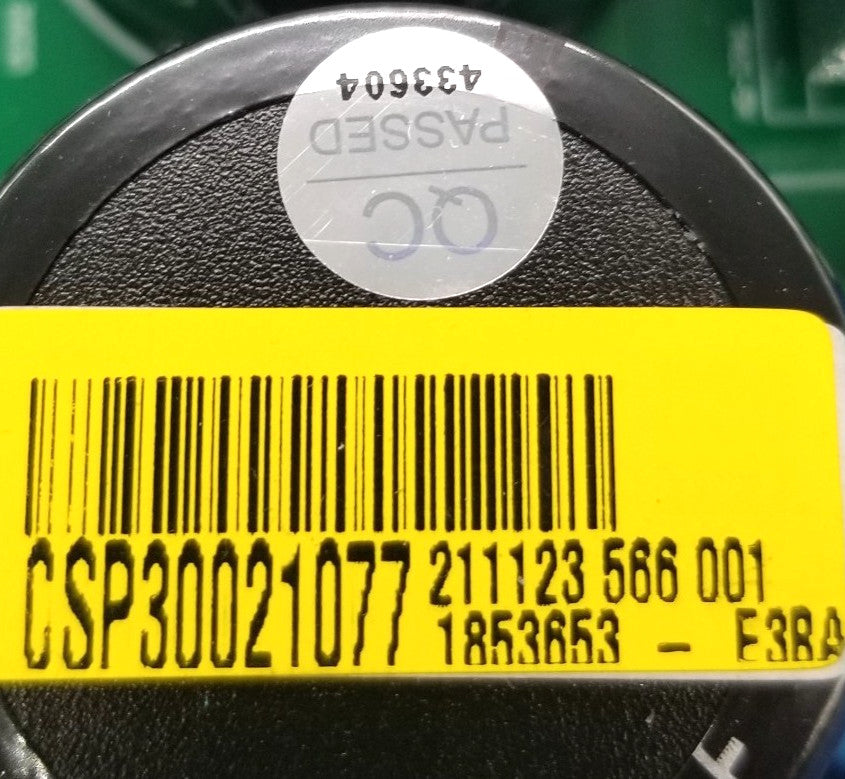 QC
PASSED
433604
CSP30021077
211123 566 001
1853653 - E3BA